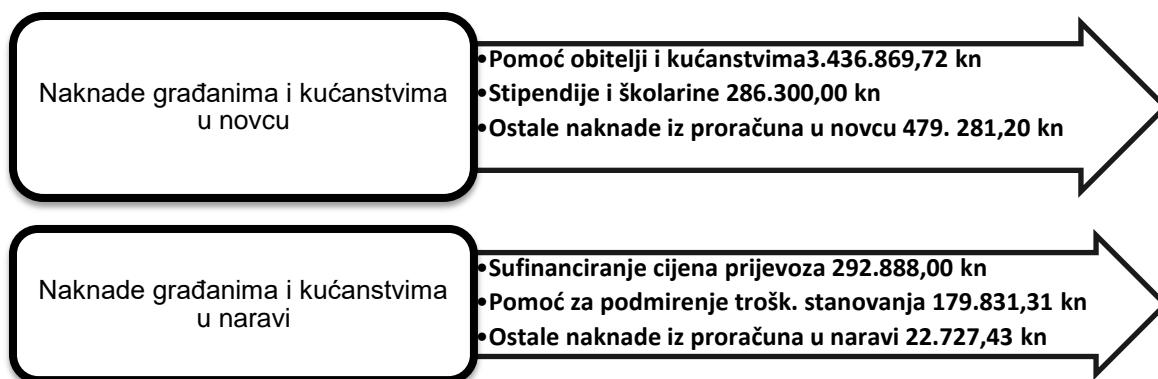 Naknade građanima i kućanstvima
u novcu
•Pomoć obitelji i kućanstvima3.436.869,72 kn
•Stipendije i školarine 286.300,00 kn
•Ostale naknade iz proračuna u novcu 479. 281,20 kn
Naknade građanima i kućanstvima
u naravi
•Sufinanciranje cijena prijevoza 292.888,00 kn
•Pomoć za podmirenje trošk. stanovanja 179.831,31 kn
•Ostale naknade iz proračuna u naravi 22.727,43 kn